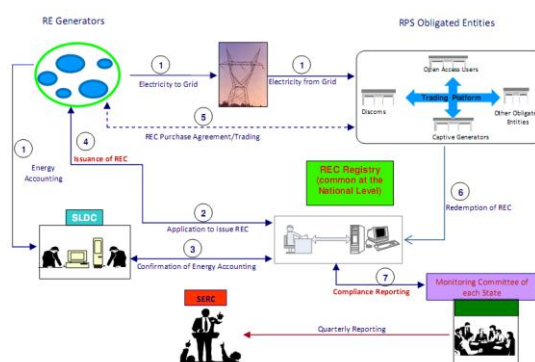 RE Generators
RPS Obligated Entities
1
Electricity to Grid
1
Electricity from Grid
Open Access Users
Trading Platform
Discoms
Other Obligated
Entities
Captive Generators
5
REC Purchase Agreement/Trading
4
Issuance of REC
1
Energy
Accounting
REC Registry
(common at the
National Level)
6
Redemption of REC
SLDC
2
Application to issue REC
3
Confirmation of Energy Accounting
7
Compliance Reporting
Monitoring Committee of
each State
SERC
Quarterly Reporting